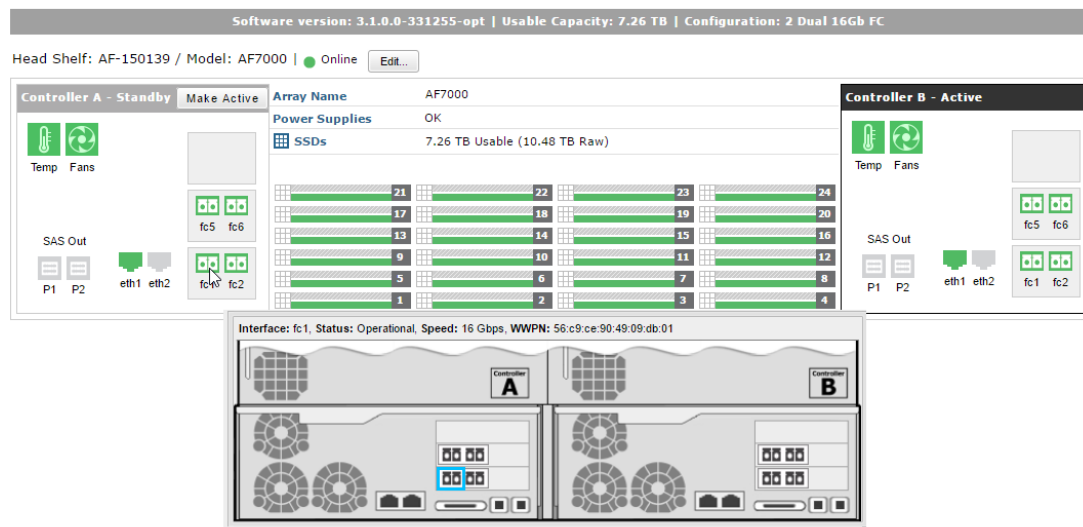 Software version: 3.1.0.0-331255-opt | Usable Capacity: 7.26 TB | Configuration: 2 Dual 16Gb FC
Head Shelf: AF-150139 / Model: AF7000 | Online Edit...
Controller A - Standby Make Active
Temp Fans
fc5 fc6
SAS Out
P1 P2 eth1 eth2 fc1 fc2
Array Name AF7000
Power Supplies OK
SSDs 7.26 TB Usable (10.48 TB Raw)
21 22 23 24
17 18 19 20
13 14 15 16
9 10 11 12
5 6 7 8
1 2 3 4
Controller B - Active
Temp Fans
fc5 fc6
SAS Out
P1 P2 eth1 eth2 fc1 fc2
Interface: fc1, Status: Operational, Speed: 16 Gbps, WWPN: 56:c9:ce:90:49:09:db:01
Controller
A
Controller
B